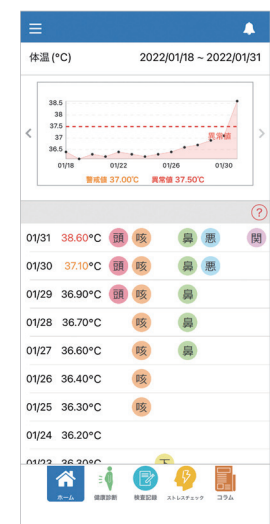 体温 (°C) 2022/01/18 ~ 2022/01/31
38.5
38
37.5
37
36.5
異常値
01/18 01/22 01/26 01/30
警戒値 37.00℃ 異常値 37.50℃
?
01/31 38.60°C 頭 咳 鼻 悪 関
01/30 37.10°C 頭 咳 鼻 悪
01/29 36.90°C 頭 咳 鼻
01/28 36.70°C 咳 鼻
01/27 36.60°C 咳 鼻
01/26 36.40°C 咳
01/25 36.30°C 咳
01/24 36.20°C
01/23 36.30°C 下
ホーム 健康診断 検査記録 ストレスチェック コラム